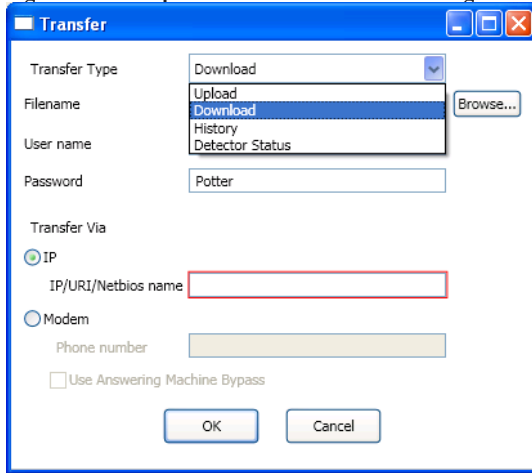 Transfer
Transfer Type Download
Upload
Filename Download Browse...
History
User name Detector Status
Password Potter
Transfer Via
IP
IP/URI/Netbios name
Modem
Phone number
Use Answering Machine Bypass
OK Cancel